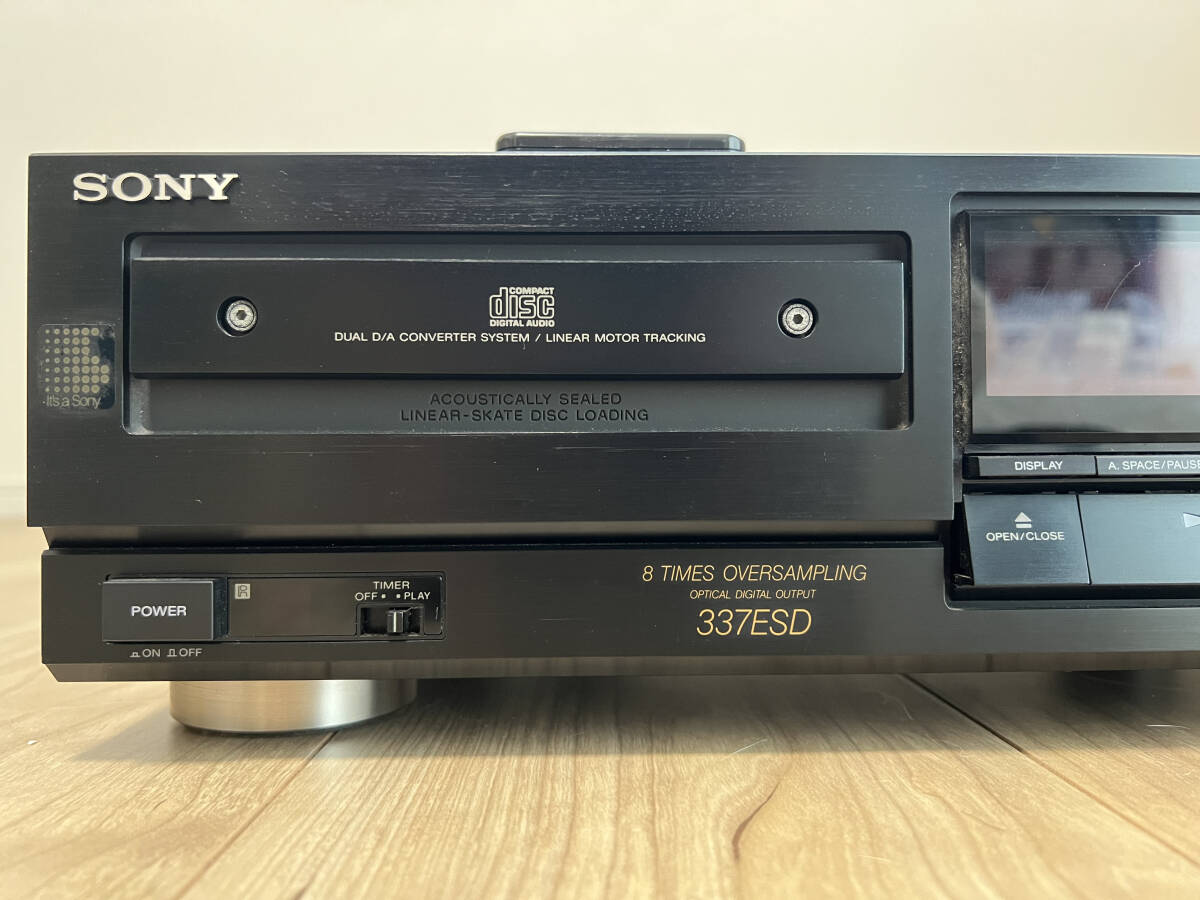 SONY
COMPACT
disc
DIGITAL AUDIO
DUAL D/A CONVERTER SYSTEM / LINEAR MOTOR TRACKING
It's a Sony
ACOUSTICALLY SEALED
LINEAR-SKATE DISC LOADING
DISPLAY
A. SPACE/PAUSE
OPEN/CLOSE
8 TIMES OVERSAMPLING
OPTICAL DIGITAL OUTPUT
337ESD
TIMER
OFF PLAY
POWER
ON OFF